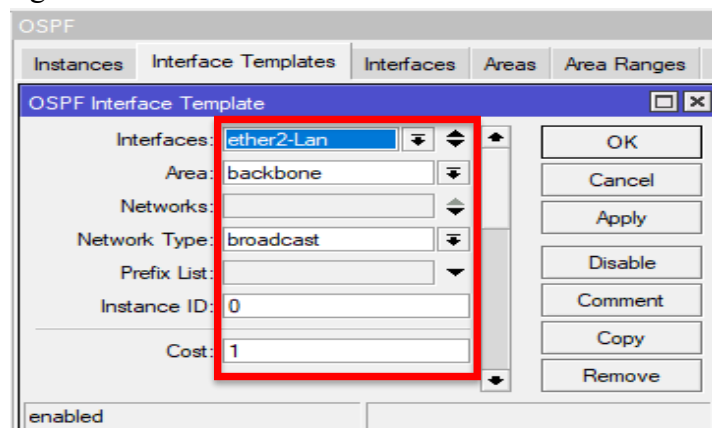 OSPF
Instances Interface Templates Interfaces Areas Area Ranges
OSPF Interface Template
Interfaces: ether2-Lan OK
Area: backbone Cancel
Networks: Apply
Network Type: broadcast
Prefix List: Disable
Instance ID: 0 Comment
Cost: 1 Copy
Remove
enabled